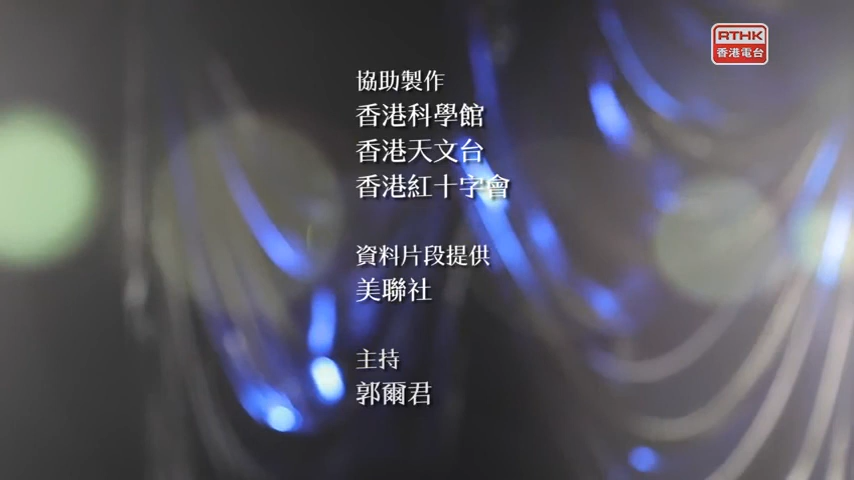 RTHK
香港電台
協助製作
香港科學館
香港天文台
香港紅十字會
資料片段提供
美聯社
主持
郭爾君